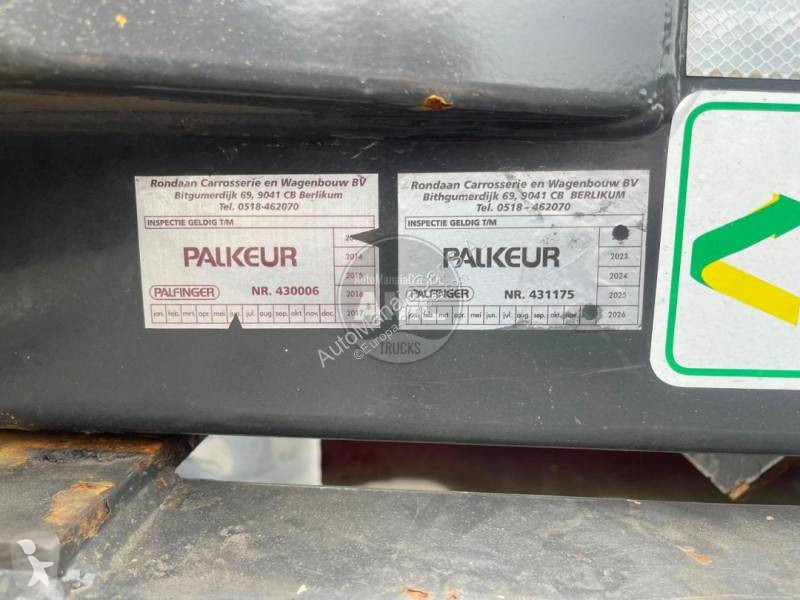 Rondaan Carrosserie en Wagenbouw BV
Bitgumerdijk 69, 9041 CB Berlikum
Tel. 0518-462070
INSPECTIE GELDIG T/M
PALKEUR
2014
2015
PALFINGER NR. 430006 2016
jan. feb. mrt. apr. mei. jul. aug. sep. okt nov. dec. 2017
Rondaan Carrosserie en Wagenbouw BV
Bithgumerdijk 69, 9041 CB BERLIKUM
Tel. 0518 - 462070
INSPECTIE GELDIG T/M
PALKEUR
2023
2024
PALFINGER NR. 431175 2025
jan. feb. mrt. apr. mei. jun. jul. aug. sep. okt. nov. 2026
TRUCKS